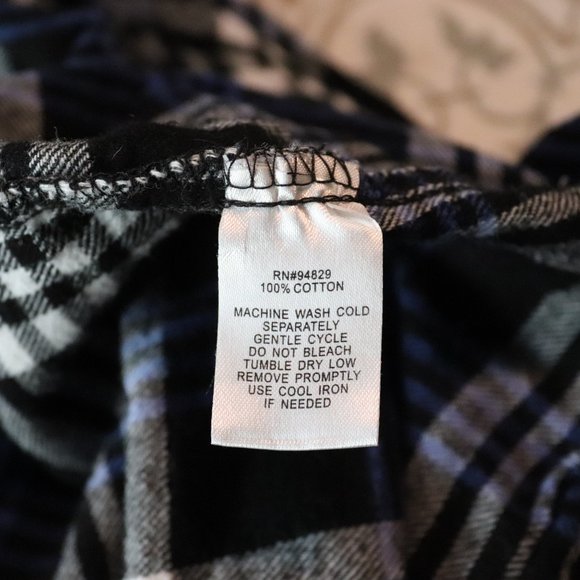 RN#94829
100% COTTON
MACHINE WASH COLD
SEPARATELY
GENTLE CYCLE
DO NOT BLEACH
TUMBLE DRY LOW
REMOVE PROMPTLY
USE COOL IRON
IF NEEDED